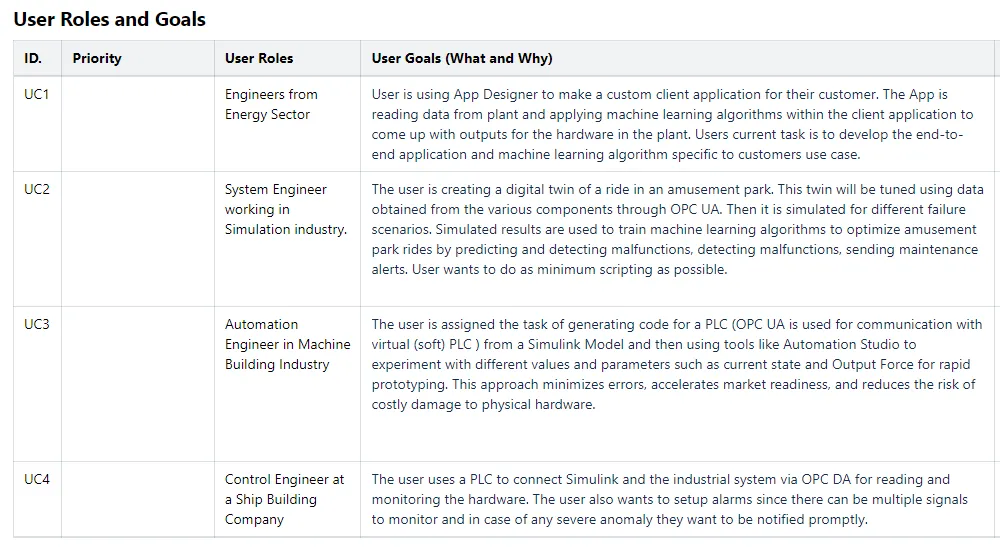 User Roles and Goals
ID. Priority User Roles User Goals (What and Why)
UC1
Engineers from
Energy Sector
User is using App Designer to make a custom client application for their customer. The App is
reading data from plant and applying machine learning algorithms within the client application to
come up with outputs for the hardware in the plant. Users current task is to develop the end-to-
end application and machine learning algorithm specific to customers use case.
UC2
System Engineer
working in
Simulation industry.
The user is creating a digital twin of a ride in an amusement park. This twin will be tuned using data
obtained from the various components through OPC UA. Then it is simulated for different failure
scenarios. Simulated results are used to train machine learning algorithms to optimize amusement
park rides by predicting and detecting malfunctions, detecting malfunctions, sending maintenance
alerts. User wants to do as minimum scripting as possible.
UC3
Automation
Engineer in Machine
Building Industry
The user is assigned the task of generating code for a PLC (OPC UA is used for communication with
virtual (soft) PLC ) from a Simulink Model and then using tools like Automation Studio to
experiment with different values and parameters such as current state and Output Force for rapid
prototyping. This approach minimizes errors, accelerates market readiness, and reduces the risk of
costly damage to physical hardware.
UC4
Control Engineer at
a Ship Building
Company
The user uses a PLC to connect Simulink and the industrial system via OPC DA for reading and
monitoring the hardware. The user also wants to setup alarms since there can be multiple signals
to monitor and in case of any severe anomaly they want to be notified promptly.